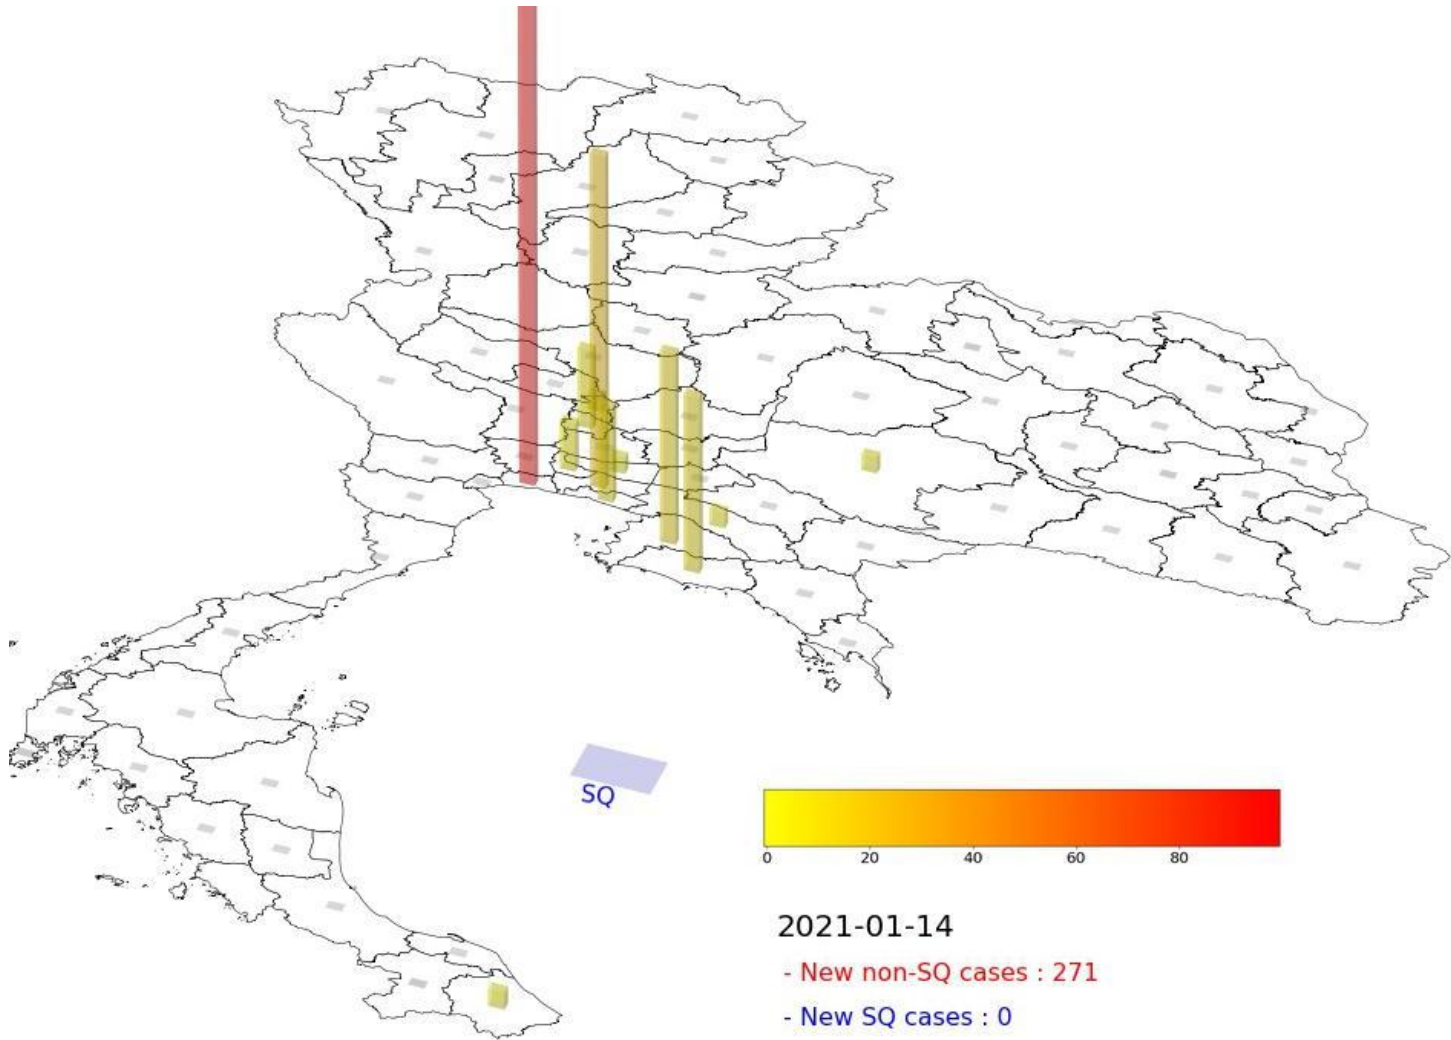 SQ
0 20 40 60 80
2021-01-14
- New non-SQ cases : 271
- New SQ cases : 0